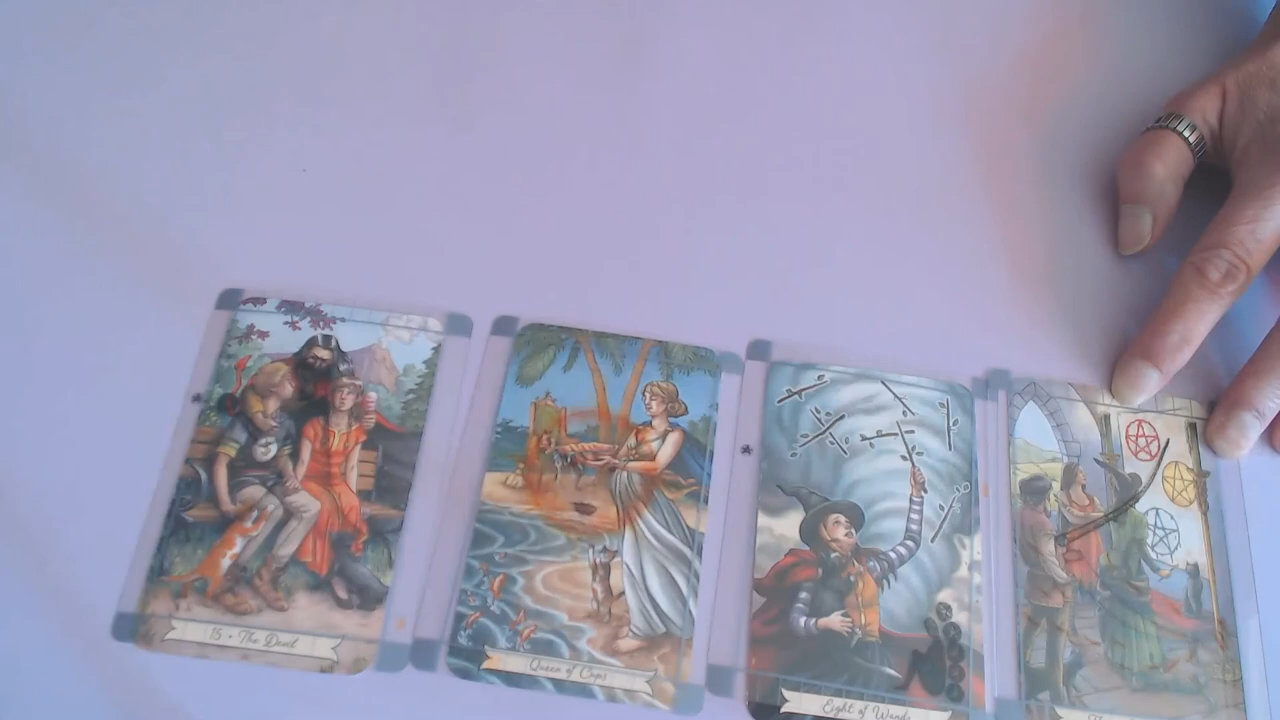 15 • The Devil
Queen of Cups
Eight of Wands